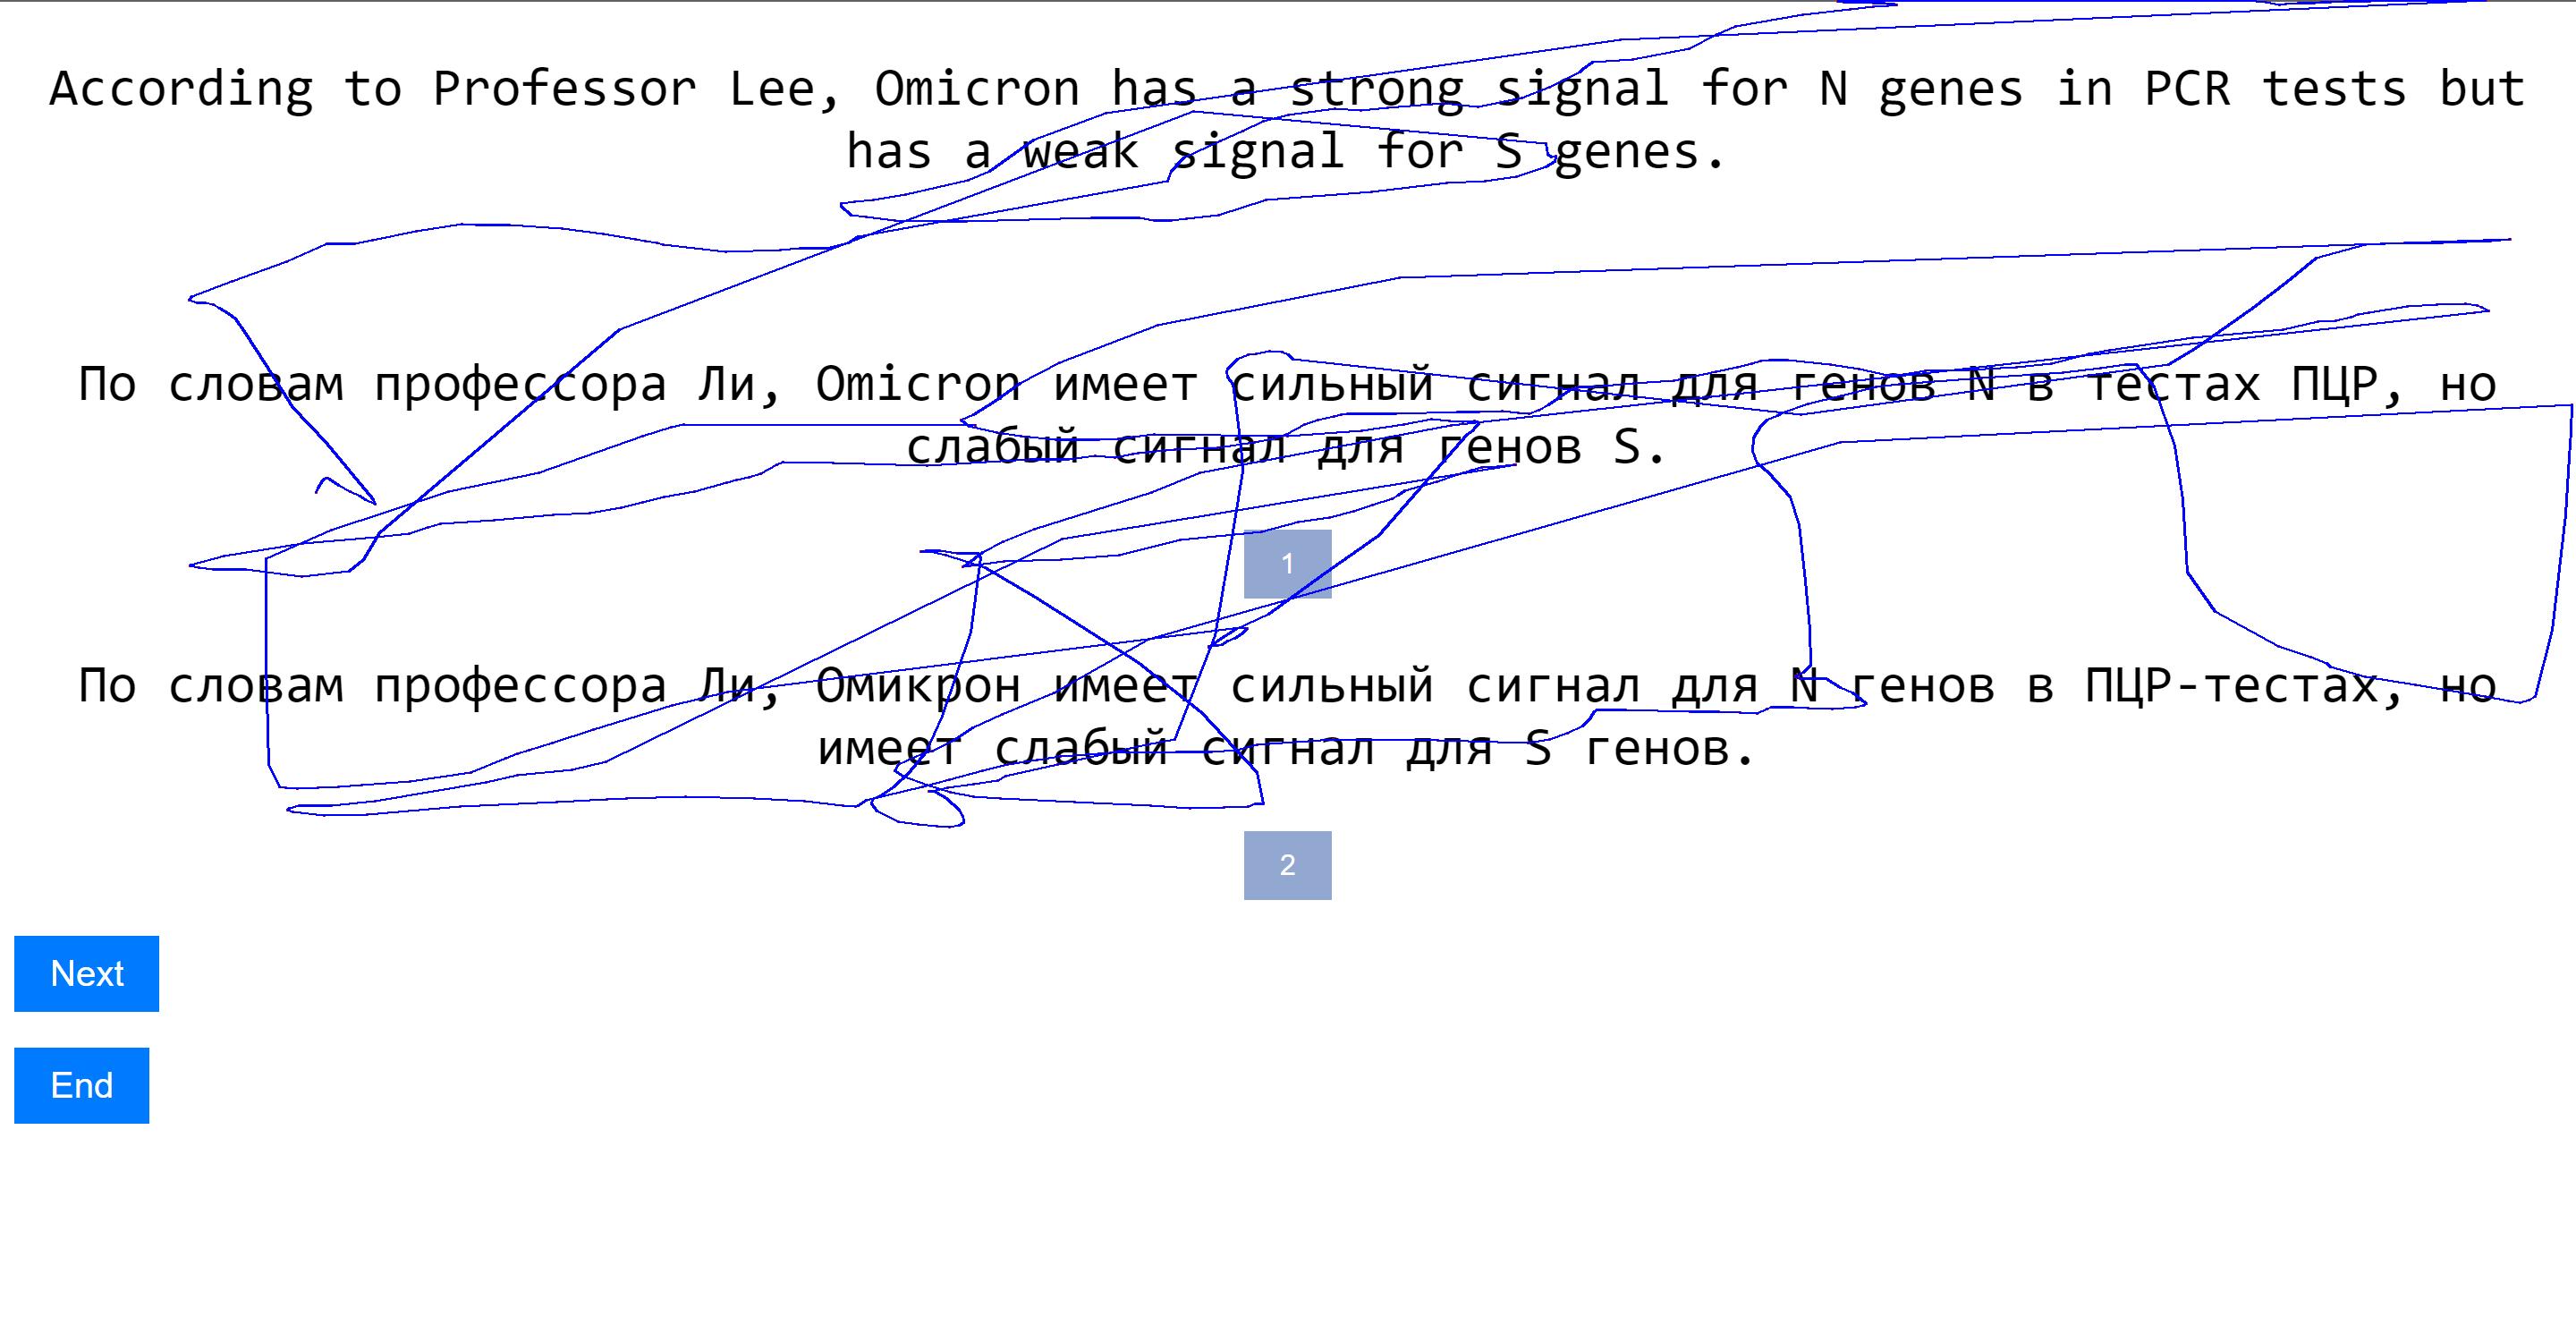 According to Professor Lee, Omicron has a strong signal for N genes in PCR tests but
has a weak signal for S genes.
По словам профессора Ли, Omicron имеет сильный сигнал для генов N в тестах ПЦР, но
слабый сигнал для генов S.
1
По словам профессора Ли, Омикрон имеет сильный сигнал для N генов в ПЦР-тестах, но
имеет слабый сигнал для S генов.
2
Next
End